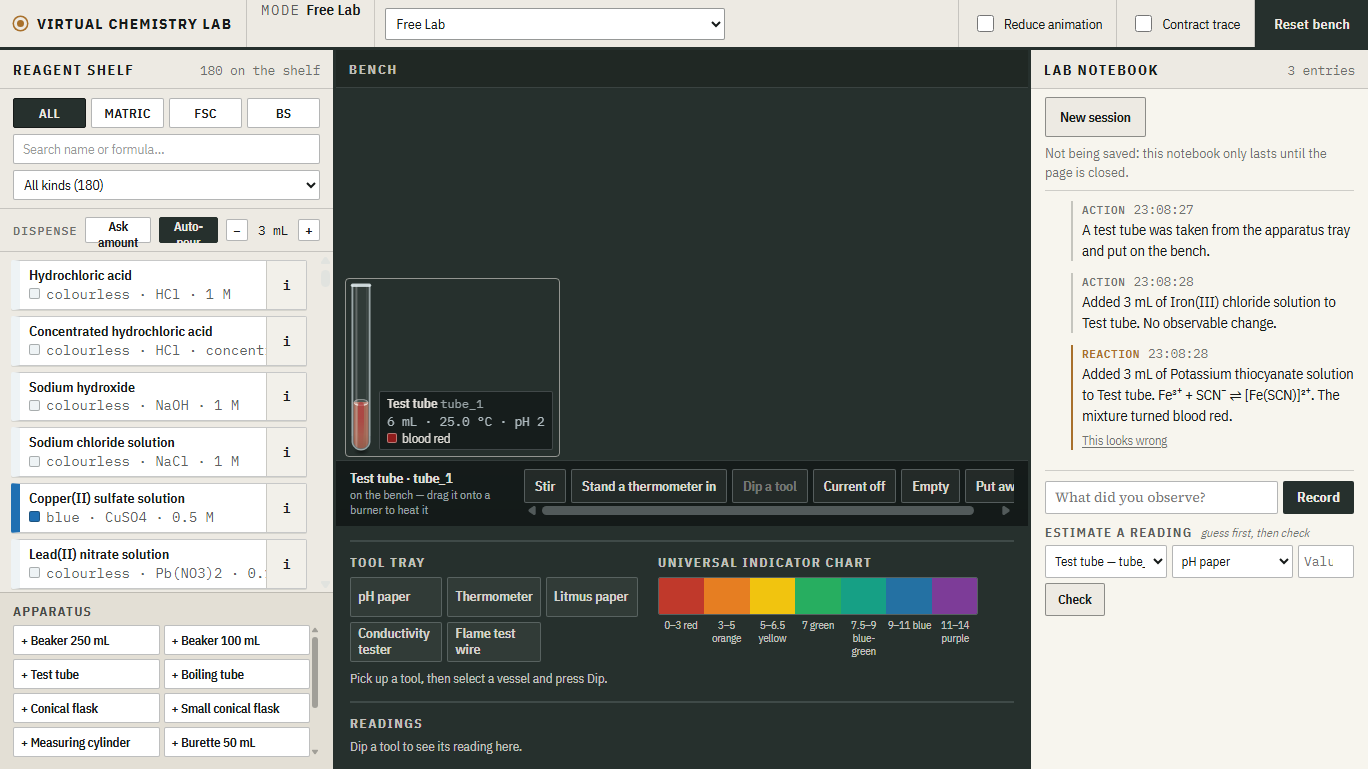 VIRTUAL CHEMISTRY LAB
MODE Free Lab
Free Lab
Reduce animation
Contract trace
Reset bench
REAGENT SHELF
180 on the shelf
ALL
MATRIC
FSC
BS
Search name or formula...
All kinds (180)
DISPENSE
Ask amount
Auto-pour
−
3 mL
+
Hydrochloric acid
colourless · HCl · 1 M
i
Concentrated hydrochloric acid
colourless · HCl · concent
i
Sodium hydroxide
colourless · NaOH · 1 M
i
Sodium chloride solution
colourless · NaCl · 1 M
i
Copper(II) sulfate solution
blue · CuSO4 · 0.5 M
i
Lead(II) nitrate solution
colourless · Pb(NO3)2 · 0.
i
APPARATUS
+ Beaker 250 mL
+ Beaker 100 mL
+ Test tube
+ Boiling tube
+ Conical flask
+ Small conical flask
+ Measuring cylinder
+ Burette 50 mL
BENCH
Test tube tube_1
6 mL · 25.0 °C · pH 2
blood red
Test tube · tube_1
on the bench — drag it onto a
burner to heat it
Stir
Stand a thermometer in
Dip a tool
Current off
Empty
Put aw
TOOL TRAY
pH paper
Thermometer
Litmus paper
Conductivity
tester
Flame test
wire
Pick up a tool, then select a vessel and press Dip.
UNIVERSAL INDICATOR CHART
0–3 red
3–5
orange
5–6.5
yellow
7 green
7.5–9
blue-
green
9–11 blue
11–14
purple
READINGS
Dip a tool to see its reading here.
LAB NOTEBOOK
3 entries
New session
Not being saved: this notebook only lasts until the
page is closed.
ACTION 23:08:27
A test tube was taken from the apparatus tray
and put on the bench.
ACTION 23:08:28
Added 3 mL of Iron(III) chloride solution to
Test tube. No observable change.
REACTION 23:08:28
Added 3 mL of Potassium thiocyanate solution
to Test tube. Fe³⁺ + SCN⁻ ⇌ [Fe(SCN)]²⁺. The
mixture turned blood red.
This looks wrong
What did you observe?
Record
ESTIMATE A READING guess first, then check
Test tube — tube_
pH paper
Valu
Check